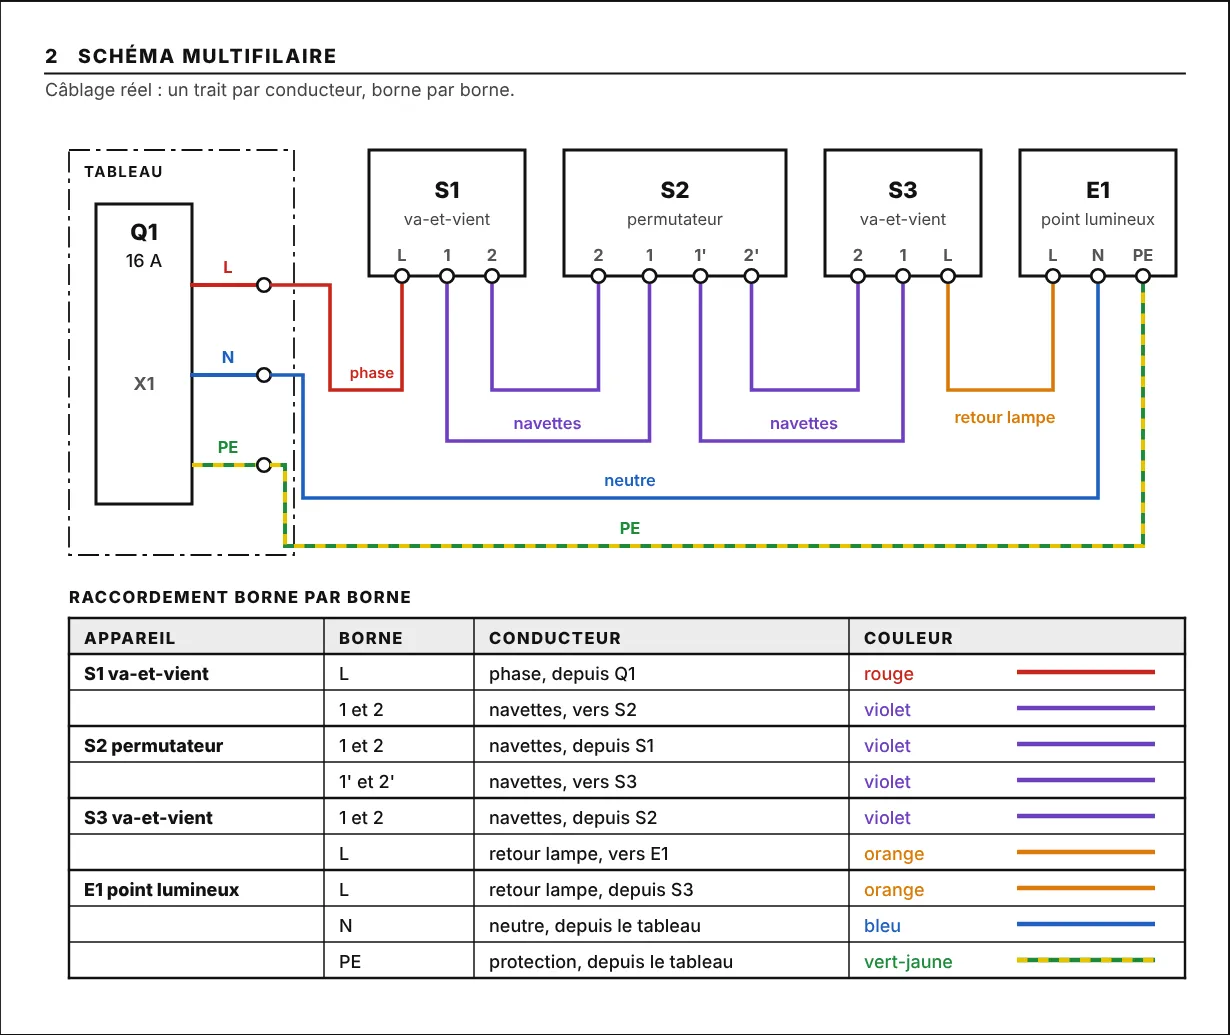 2 SCHÉMA MULTIFILAIRE
Câblage réel : un trait par conducteur, borne par borne.
TABLEAU
Q1
16 A
X1
L
N
PE
S1
va-et-vient
L 1 2
S2
permutateur
2 1 1' 2'
S3
va-et-vient
2 1 L
E1
point lumineux
L N PE
phase
navettes
navettes
retour lampe
neutre
PE
RACCORDEMENT BORNE PAR BORNE
APPAREIL BORNE CONDUCTEUR COULEUR
S1 va-et-vient L phase, depuis Q1 rouge
1 et 2 navettes, vers S2 violet
S2 permutateur 1 et 2 navettes, depuis S1 violet
1' et 2' navettes, vers S3 violet
S3 va-et-vient 1 et 2 navettes, depuis S2 violet
L retour lampe, vers E1 orange
E1 point lumineux L retour lampe, depuis S3 orange
N neutre, depuis le tableau bleu
PE protection, depuis le tableau vert-jaune